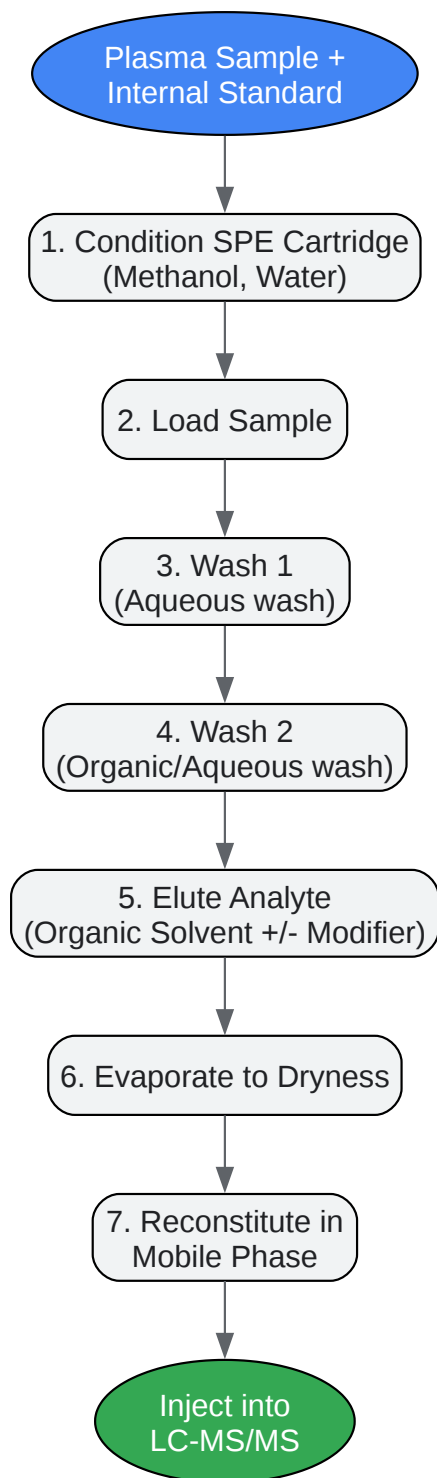 Plasma Sample +
Internal Standard
1. Condition SPE Cartridge
(Methanol, Water)
2. Load Sample
3. Wash 1
(Aqueous wash)
4. Wash 2
(Organic/Aqueous wash)
5. Elute Analyte
(Organic Solvent +/- Modifier)
6. Evaporate to Dryness
7. Reconstitute in
Mobile Phase
Inject into
LC-MS/MS